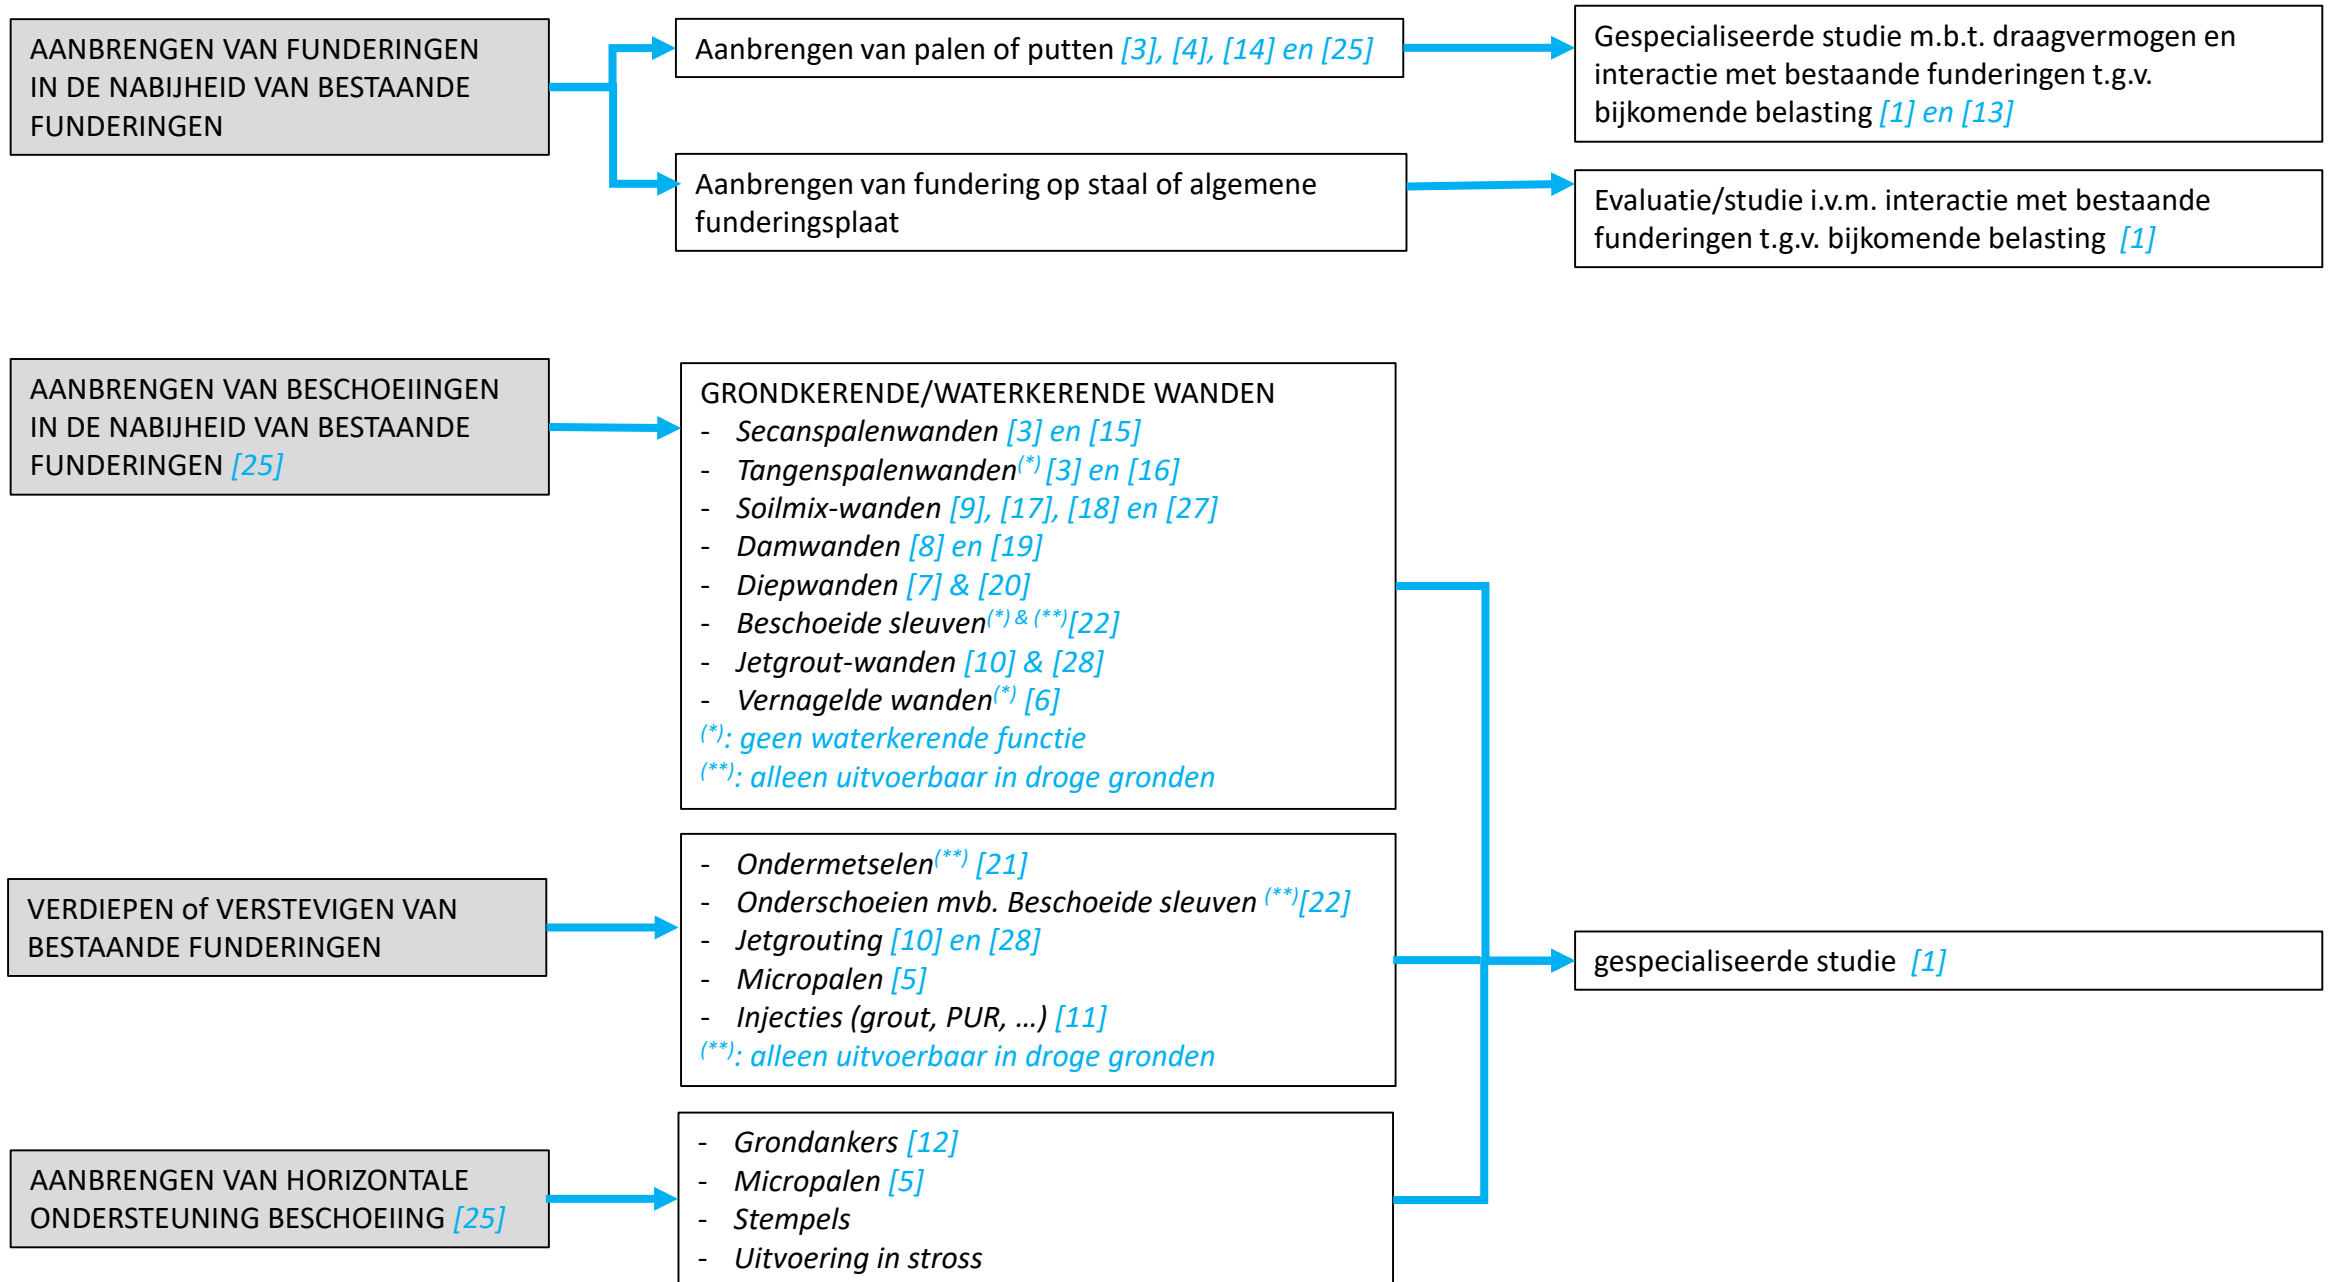 AANBRENGEN VAN FUNDERINGEN
IN DE NABIJHEID VAN BESTAANDE
FUNDERINGEN
Aanbrengen van palen of putten [3], [4], [14] en [25]
Gespecialiseerde studie m.b.t. draagvermogen en
interactie met bestaande funderingen t.g.v.
bijkomende belasting [1] en [13]
Aanbrengen van fundering op staal of algemene
funderingsplaat
Evaluatie/studie i.v.m. interactie met bestaande
funderingen t.g.v. bijkomende belasting [1]
AANBRENGEN VAN BESCHOEIINGEN
IN DE NABIJHEID VAN BESTAANDE
FUNDERINGEN [25]
GRONDKERENDE/WATERKERENDE WANDEN
- Secanspalenwanden [3] en [15]
- Tangenspalenwanden(*) [3] en [16]
- Soilmix-wanden [9], [17], [18] en [27]
- Damwanden [8] en [19]
- Diepwanden [7] & [20]
- Beschoeide sleuven(*) & (**)[22]
- Jetgrout-wanden [10] & [28]
- Vernagelde wanden(*) [6]
(*): geen waterkerende functie
(**): alleen uitvoerbaar in droge gronden
VERDIEPEN of VERSTEVIGEN VAN
BESTAANDE FUNDERINGEN
- Ondermetselen(**) [21]
- Onderschoeien mvb. Beschoeide sleuven (**)[22]
- Jetgrouting [10] en [28]
- Micropalen [5]
- Injecties (grout, PUR, …) [11]
(**): alleen uitvoerbaar in droge gronden
gespecialiseerde studie [1]
AANBRENGEN VAN HORIZONTALE
ONDERSTEUNING BESCHOEIING [25]
- Grondankers [12]
- Micropalen [5]
- Stempels
- Uitvoering in stross